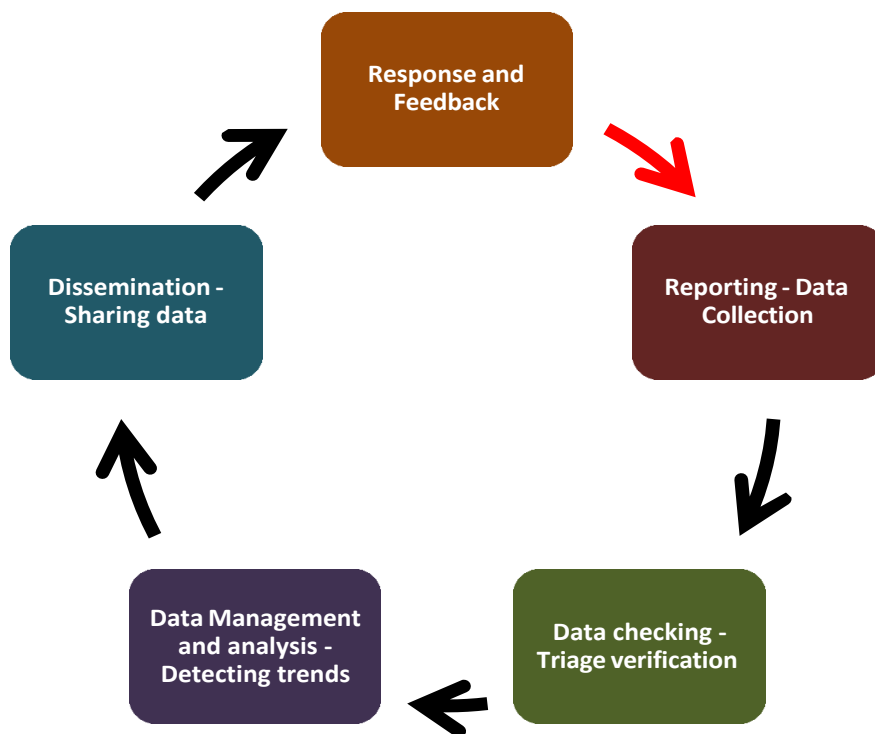 Response and
Feedback
Reporting - Data
Collection
Data checking -
Triage verification
Data Management
and analysis -
Detecting trends
Dissemination -
Sharing data